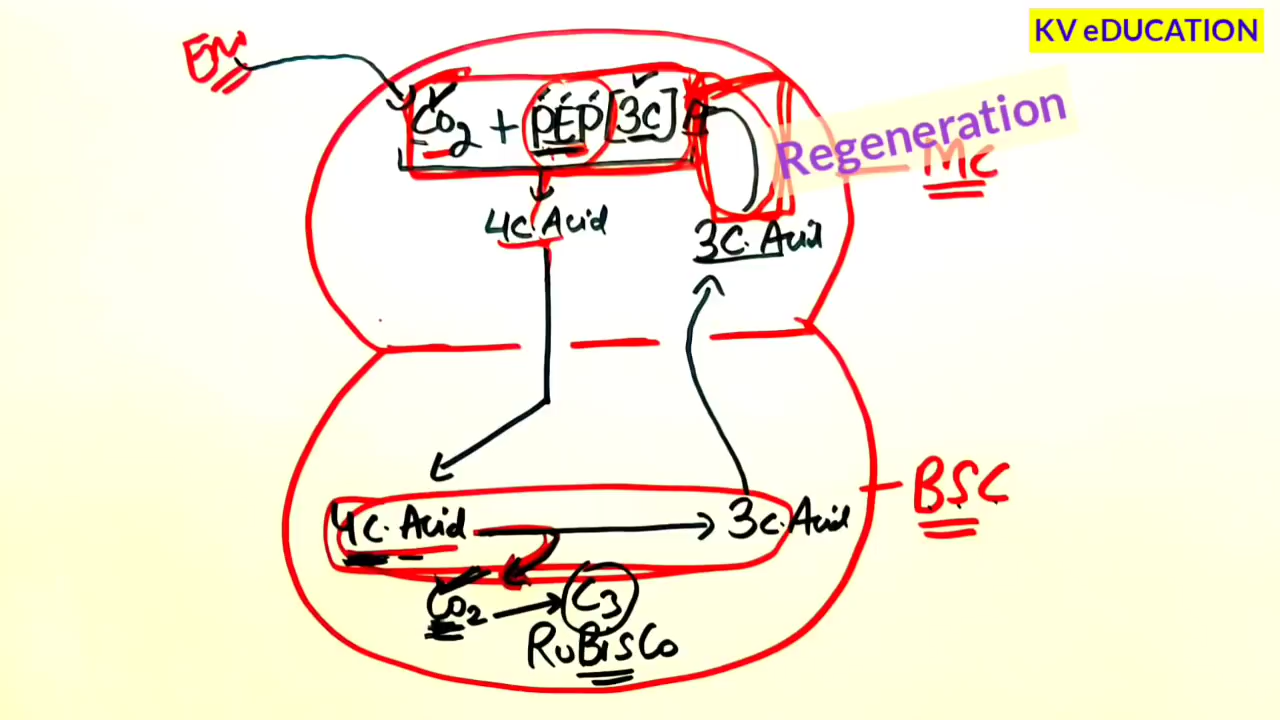 KV eDUCATION
Env
CO2 + PEP [3C]
Regeneration
MC
4C. Acid
3C. Acid
BSC
4C. Acid
3C. Acid
CO2
C3
RuBisCo